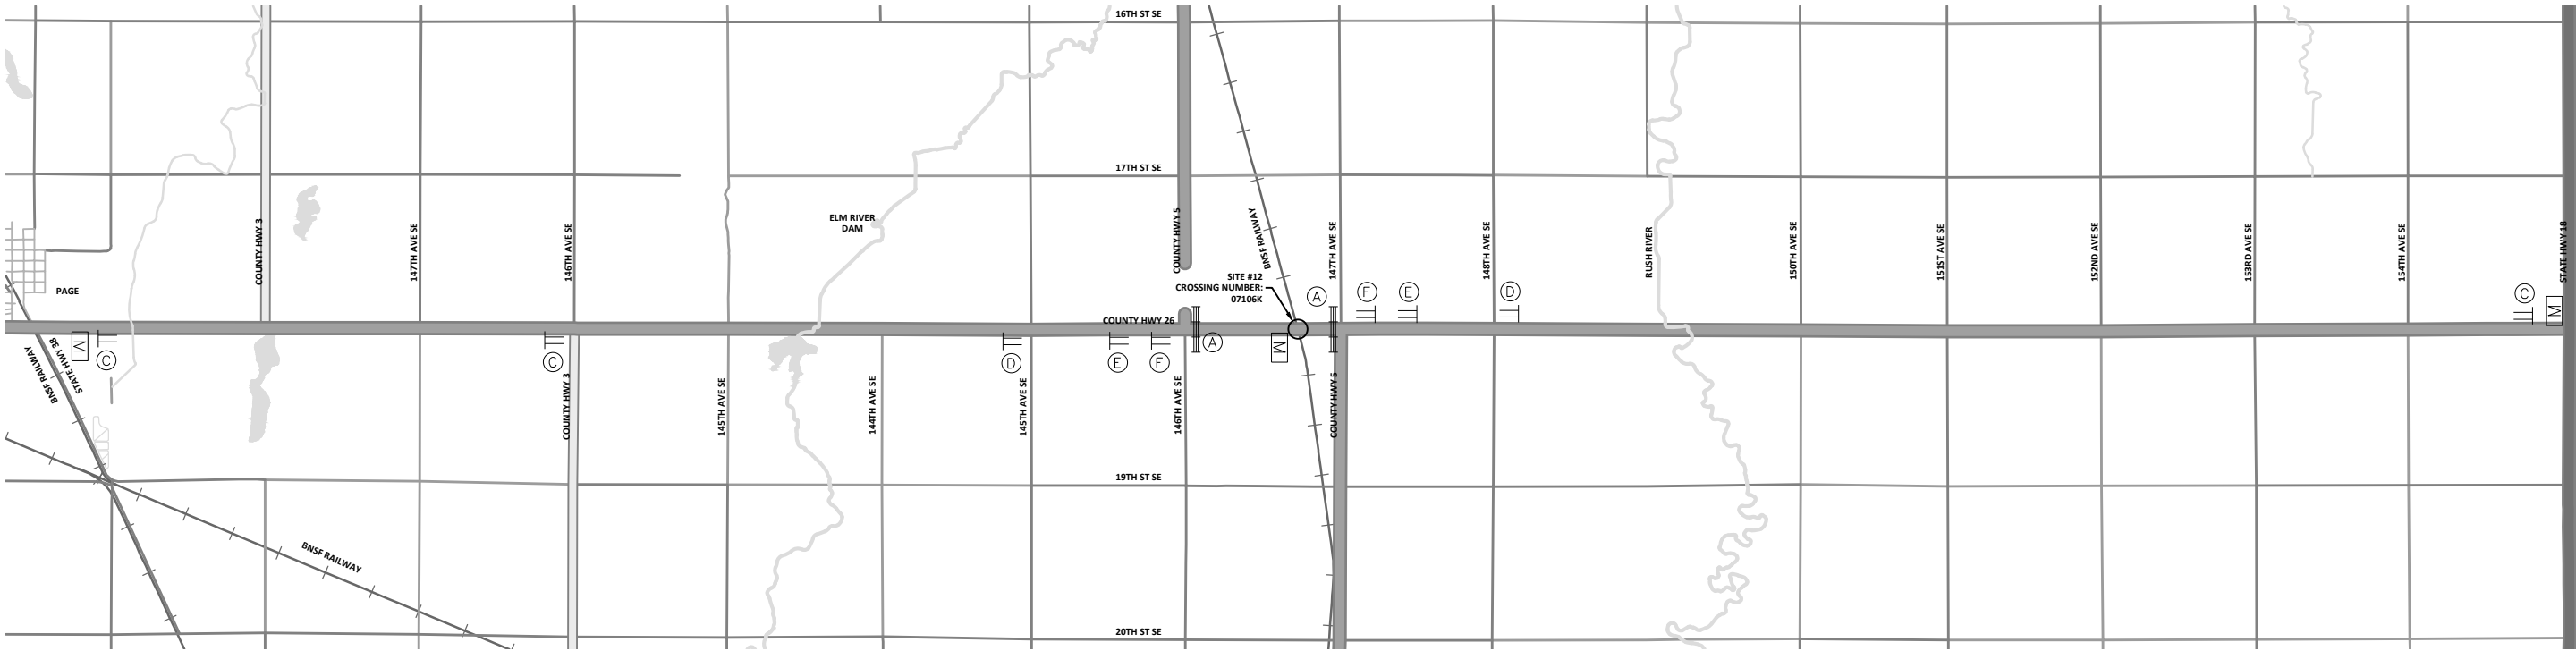 16TH ST SE
17TH ST SE
COUNTY HWY 3
147TH AVE SE
146TH AVE SE
ELM RIVER
DAM
COUNTY HWY 5
BNSF RAILWAY
147TH AVE SE
148TH AVE SE
RUSH RIVER
150TH AVE SE
151ST AVE SE
152ND AVE SE
153RD AVE SE
154TH AVE SE
STATE HWY 18
PAGE
SITE #12
CROSSING NUMBER:
07106K
A
F
E
D
C
M
COUNTY HWY 26
M
C
C
D
E
F
A
M
BNSF RAILWAY
STATE HWY 38
COUNTY HWY 3
145TH AVE SE
144TH AVE SE
145TH AVE SE
146TH AVE SE
COUNTY HWY 5
19TH ST SE
BNSF RAILWAY
20TH ST SE